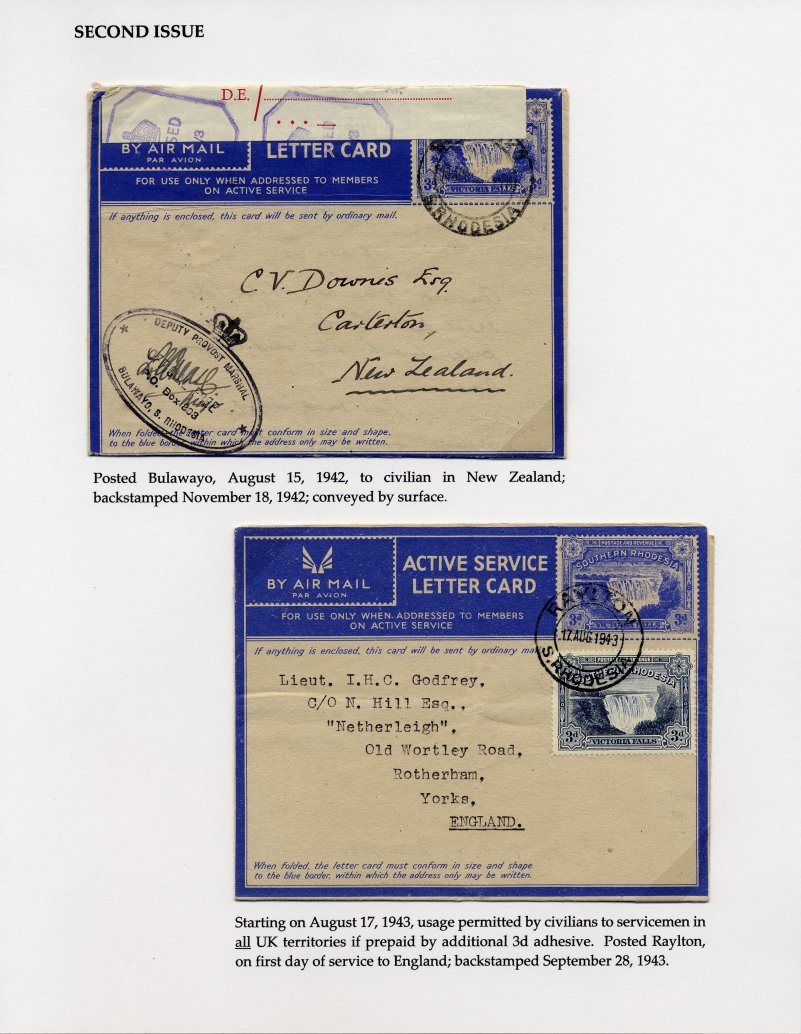 SECOND ISSUE
D.E.
BY AIR MAIL
PAR AVION
LETTER CARD
FOR USE ONLY WHEN ADDRESSED TO MEMBERS
ON ACTIVE SERVICE
3d
VICTORIA FALLS
S. RHODESIA
If anything is enclosed, this card will be sent by ordinary mail.
C.V. Downis Esq.
Carterton,
New Zealand.
DEPUTY PROVOST MARSHAL
P.O. Box
BULAWAYO, S. RHODESIA
When folded, the letter card must conform in size and shape,
to the blue border, within which the address only may be written.
Posted Bulawayo, August 15, 1942, to civilian in New Zealand;
backstamped November 18, 1942; conveyed by surface.
BY AIR MAIL
PAR AVION
ACTIVE SERVICE
LETTER CARD
FOR USE ONLY WHEN ADDRESSED TO MEMBERS
ON ACTIVE SERVICE
POSTAGE AND REVENUE
SOUTHERN RHODESIA
3d 3d
RAYLTON
17 AUG 1943
S. RHODESIA
If anything is enclosed, this card will be sent by ordinary mail
3d VICTORIA FALLS 3d
Lieut. I.H.C. Godfrey,
C/O N. Hill Esq.,
"Netherleigh",
Old Wortley Road,
Rotherham,
Yorks,
ENGLAND.
When folded, the letter card must conform in size and shape
to the blue border, within which the address only may be written.
Starting on August 17, 1943, usage permitted by civilians to servicemen in
all UK territories if prepaid by additional 3d adhesive. Posted Raylton,
on first day of service to England; backstamped September 28, 1943.